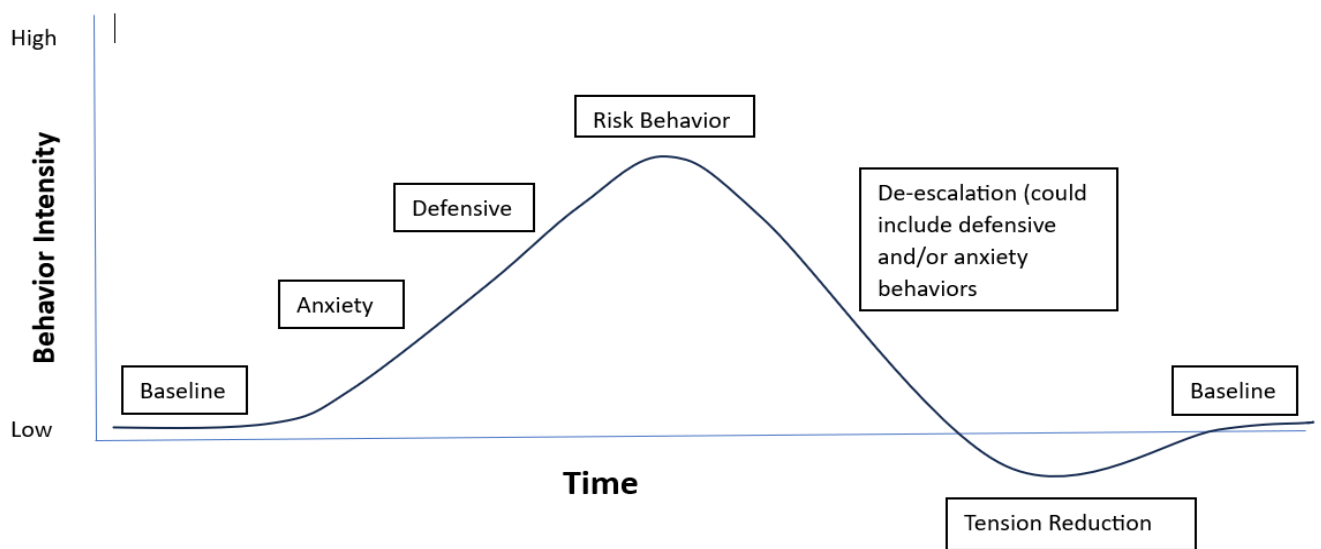 High
Risk Behavior
De-escalation (could
include defensive
and/or anxiety
behaviors
Defensive
Anxiety
Behavior Intensity
Baseline
Baseline
Low
Time
Tension Reduction